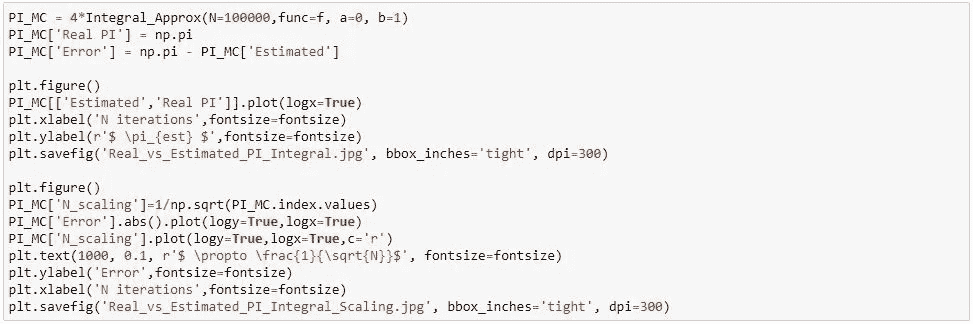 PI_MC = 4*Integral_Approx(N=100000,func=f, a=0, b=1)
PI_MC['Real PI'] = np.pi
PI_MC['Error'] = np.pi - PI_MC['Estimated']
plt.figure()
PI_MC[['Estimated','Real PI']].plot(logx=True)
plt.xlabel('N iterations',fontsize=fontsize)
plt.ylabel(r'$ \pi_{est} $',fontsize=fontsize)
plt.savefig('Real_vs_Estimated_PI_Integral.jpg', bbox_inches='tight', dpi=300)
plt.figure()
PI_MC['N_scaling']=1/np.sqrt(PI_MC.index.values)
PI_MC['Error'].abs().plot(logy=True,logx=True)
PI_MC['N_scaling'].plot(logy=True,logx=True,c='r')
plt.text(1000, 0.1, r'$ \propto \frac{1}{\sqrt{N}}$', fontsize=fontsize)
plt.ylabel('Error',fontsize=fontsize)
plt.xlabel('N iterations',fontsize=fontsize)
plt.savefig('Real_vs_Estimated_PI_Integral_Scaling.jpg', bbox_inches='tight', dpi=300)